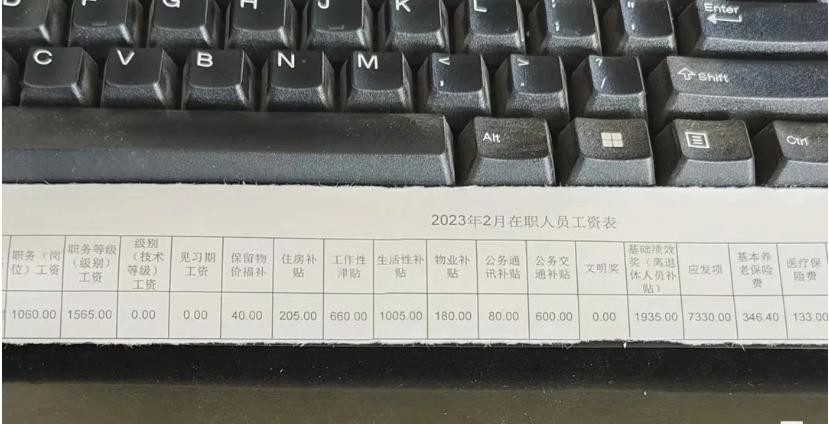 F G H J K L
Enter
C V B N M < , > . ? /
Shift
Alt Ctrl
2023年2月在职人员工资表
职务（岗位）工资 职务等级（级别）工资 级别（技术等级）工资 见习期工资 保留物价福补 住房补贴 工作性津贴 生活性补贴 物业补贴 公务通讯补贴 公务交通补贴 文明奖 基础绩效奖（离退休人员补贴） 应发项 基本养老保险费 医疗保险费
1060.00 1565.00 0.00 0.00 40.00 205.00 660.00 1005.00 180.00 80.00 600.00 0.00 1935.00 7330.00 346.40 133.00